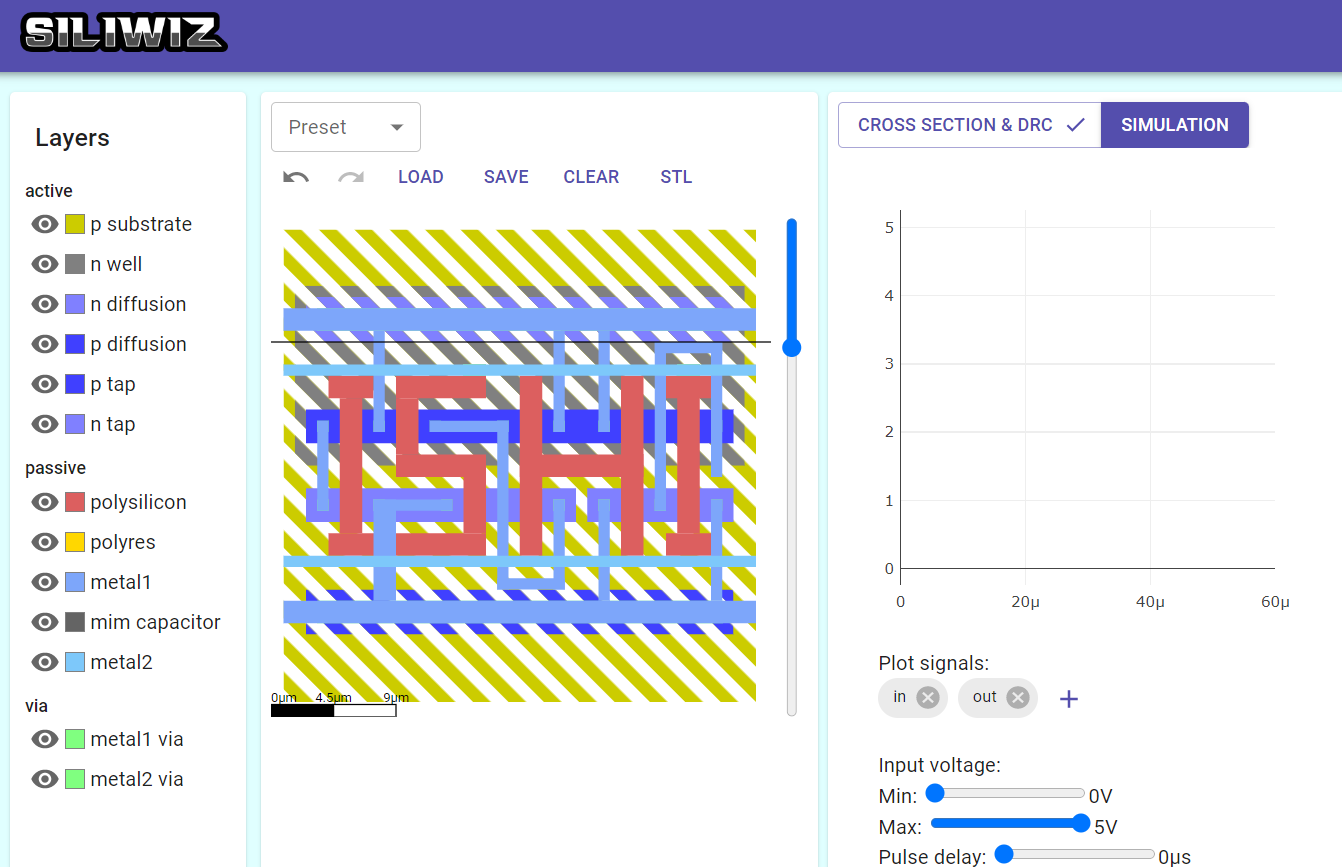 SILIWIZ
Layers
active
p substrate
n well
n diffusion
p diffusion
p tap
n tap
passive
polysilicon
polyres
metal1
mim capacitor
metal2
via
metal1 via
metal2 via
Preset
LOAD SAVE CLEAR STL
ISHI
0μm 4.5μm 9μm
CROSS SECTION & DRC SIMULATION
5
4
3
2
1
0
0 20μ 40μ 60μ
Plot signals:
in out +
Input voltage:
Min: 0V
Max: 5V
Pulse delay: 0μs